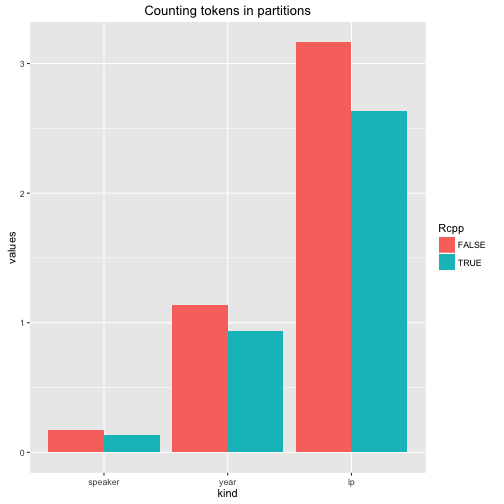 Counting tokens in partitions
values
3
2
1
0
speaker year lp
kind
Rcpp
FALSE
TRUE